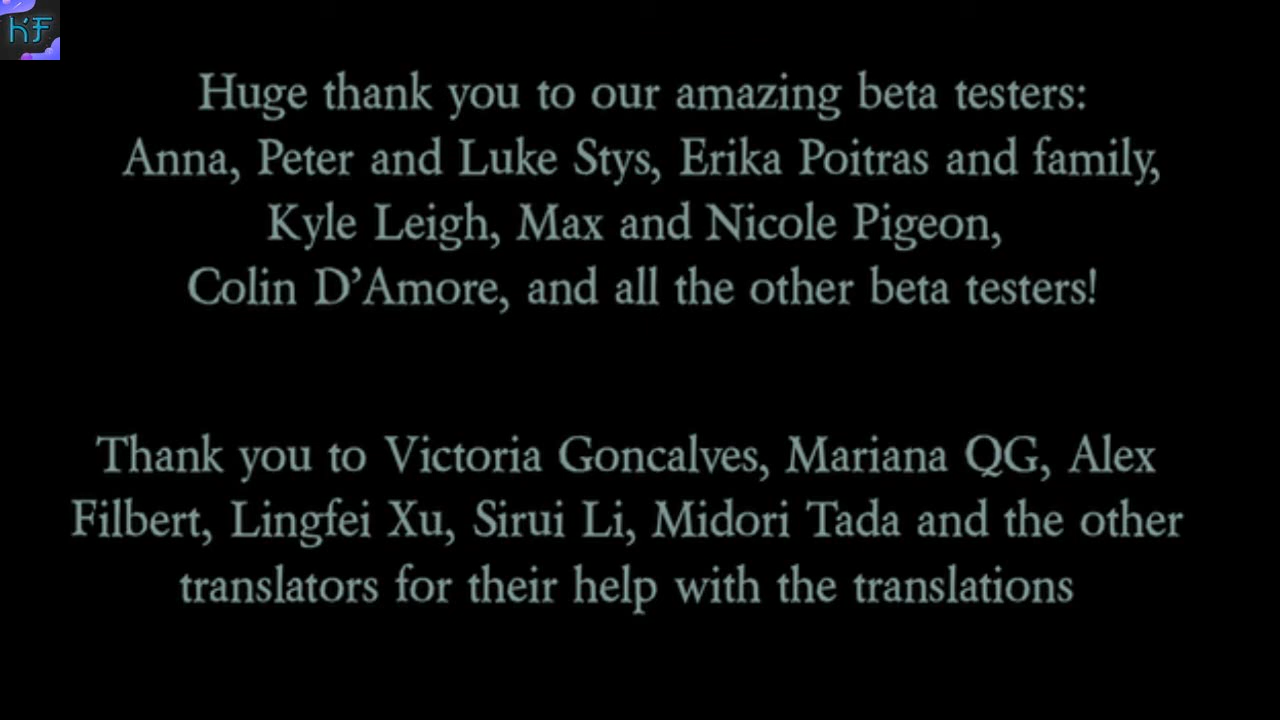 KF
Huge thank you to our amazing beta testers:
Anna, Peter and Luke Stys, Erika Poitras and family,
Kyle Leigh, Max and Nicole Pigeon,
Colin D’Amore, and all the other beta testers!
Thank you to Victoria Goncalves, Mariana QG, Alex
Filbert, Lingfei Xu, Sirui Li, Midori Tada and the other
translators for their help with the translations